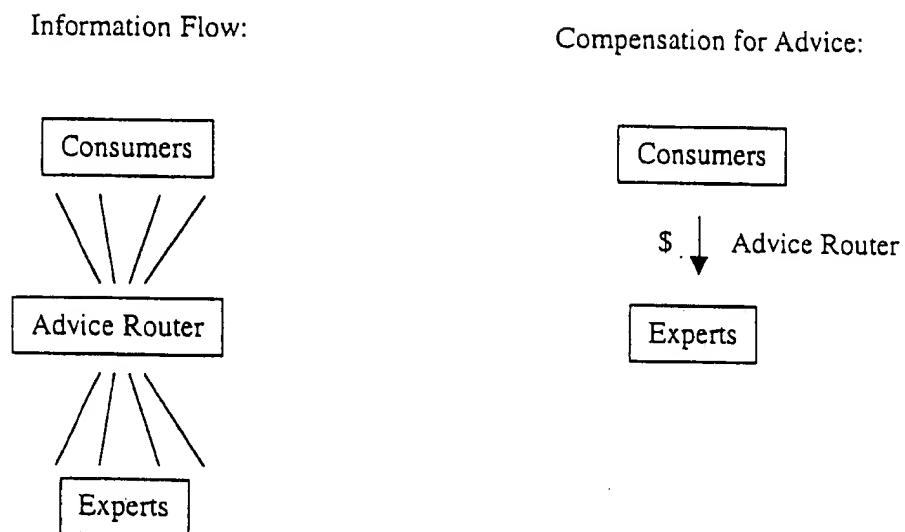 Information Flow:
Consumers
Advice Router
Experts
Compensation for Advice:
Consumers
$ Advice Router
Experts